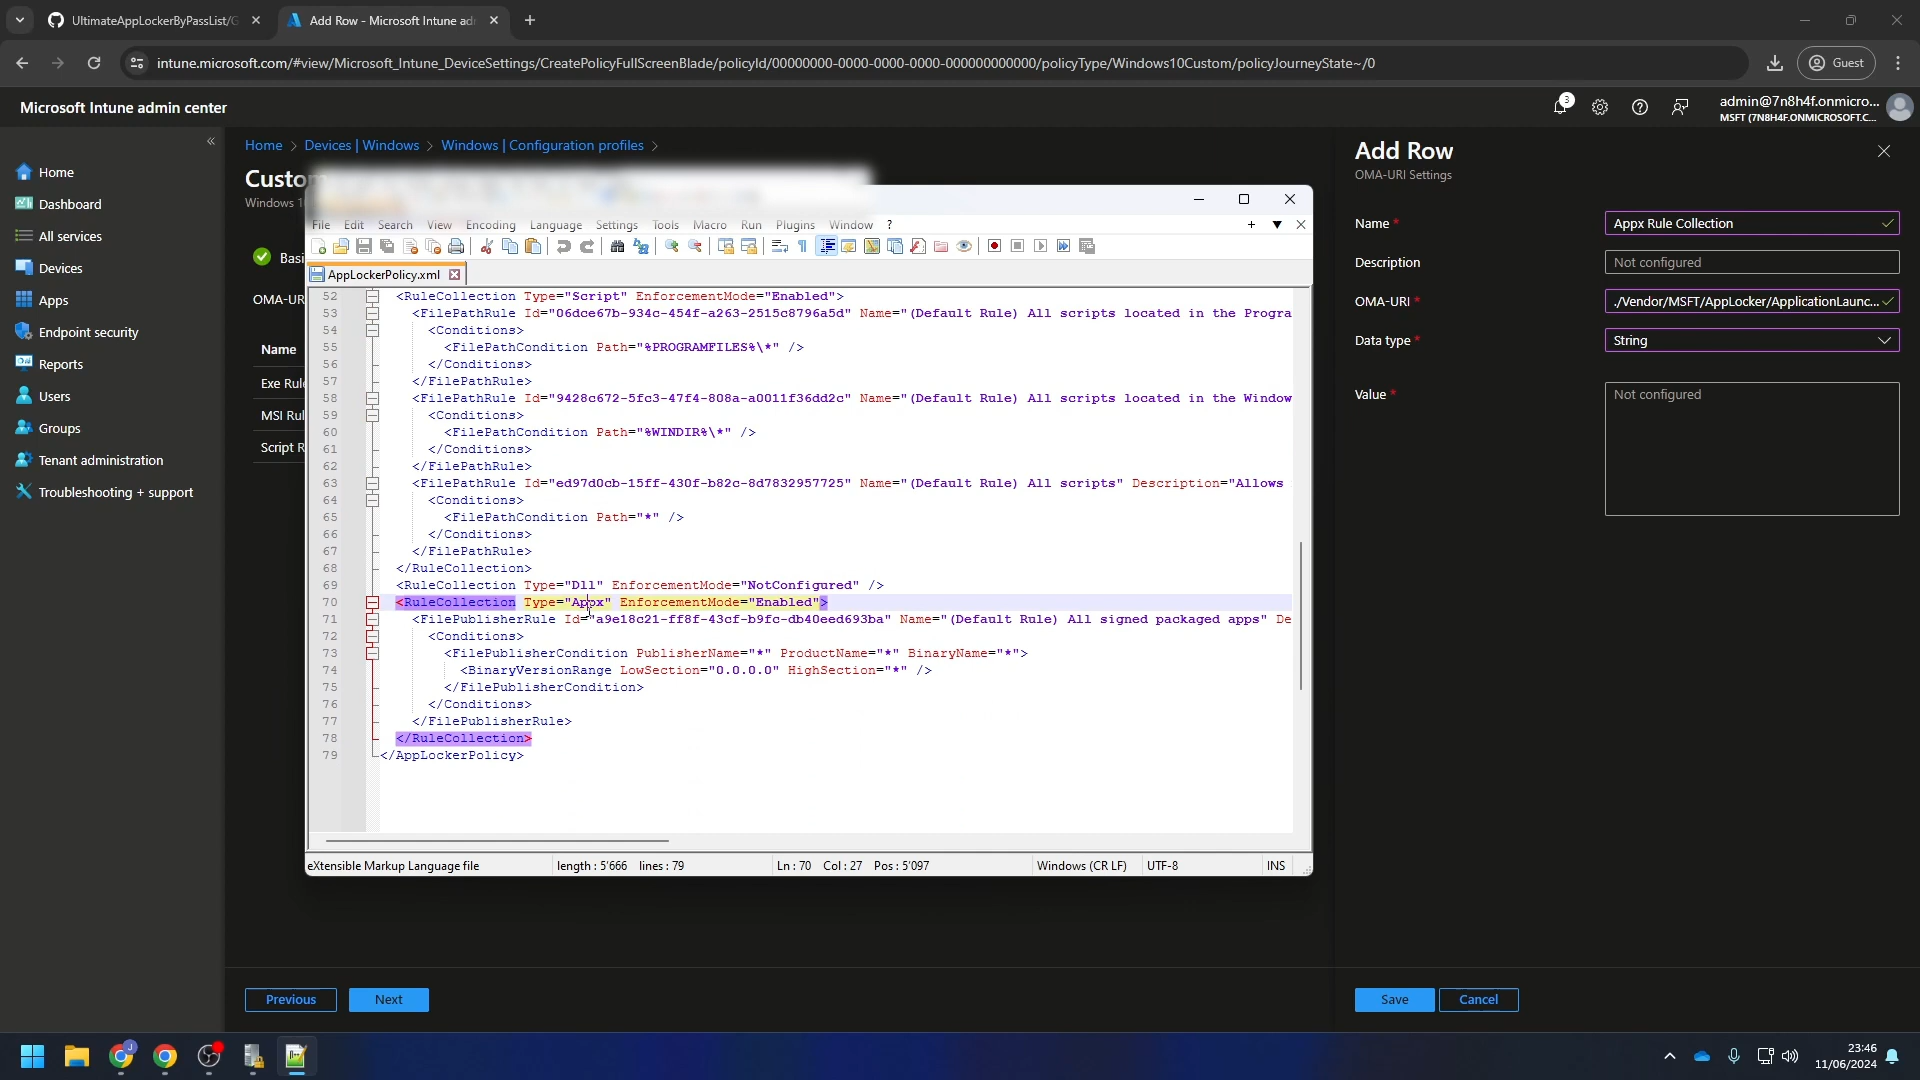 UltimateAppLockerByPassList/G
Add Row - Microsoft Intune ad
intune.microsoft.com/#view/Microsoft_Intune_DeviceSettings/CreatePolicyFullScreenBlade/policyId/00000000-0000-0000-0000-000000000000/policyType/Windows10Custom/policyJourneyState~/0
Guest
Microsoft Intune admin center
3
admin@7n8h4f.onmicro...
MSFT (7N8H4F.ONMICROSOFT.C...
Home
Dashboard
All services
Devices
Apps
Endpoint security
Reports
Users
Groups
Tenant administration
Troubleshooting + support
Home > Devices | Windows > Windows | Configuration profiles >
Custo
Windows 1
Basi
OMA-UR
Name
Exe Rule
MSI Rul
Script R
File Edit Search View Encoding Language Settings Tools Macro Run Plugins Window ?
AppLockerPolicy.xml
52 <RuleCollection Type="Script" EnforcementMode="Enabled">
53 <FilePathRule Id="06dce67b-934c-454f-a263-2515c8796a5d" Name="(Default Rule) All scripts located in the Progra
54 <Conditions>
55 <FilePathCondition Path="%PROGRAMFILES%\*" />
56 </Conditions>
57 </FilePathRule>
58 <FilePathRule Id="9428c672-5fc3-47f4-808a-a0011f36dd2c" Name="(Default Rule) All scripts located in the Window
59 <Conditions>
60 <FilePathCondition Path="%WINDIR%\*" />
61 </Conditions>
62 </FilePathRule>
63 <FilePathRule Id="ed97d0cb-15ff-430f-b82c-8d7832957725" Name="(Default Rule) All scripts" Description="Allows
64 <Conditions>
65 <FilePathCondition Path="*" />
66 </Conditions>
67 </FilePathRule>
68 </RuleCollection>
69 <RuleCollection Type="Dll" EnforcementMode="NotConfigured" />
70 <RuleCollection Type="Appx" EnforcementMode="Enabled">
71 <FilePublisherRule Id="a9e18c21-ff8f-43cf-b9fc-db40eed693ba" Name="(Default Rule) All signed packaged apps" De
72 <Conditions>
73 <FilePublisherCondition PublisherName="*" ProductName="*" BinaryName="*">
74 <BinaryVersionRange LowSection="0.0.0.0" HighSection="*" />
75 </FilePublisherCondition>
76 </Conditions>
77 </FilePublisherRule>
78 </RuleCollection>
79 </AppLockerPolicy>
eXtensible Markup Language file length : 5'666 lines : 79 Ln : 70 Col : 27 Pos : 5'097 Windows (CR LF) UTF-8 INS
Previous
Next
Add Row
OMA-URI Settings
Name *
Appx Rule Collection
Description
Not configured
OMA-URI *
./Vendor/MSFT/AppLocker/ApplicationLaunc...
Data type *
String
Value *
Not configured
Save
Cancel
J
23:46
11/06/2024